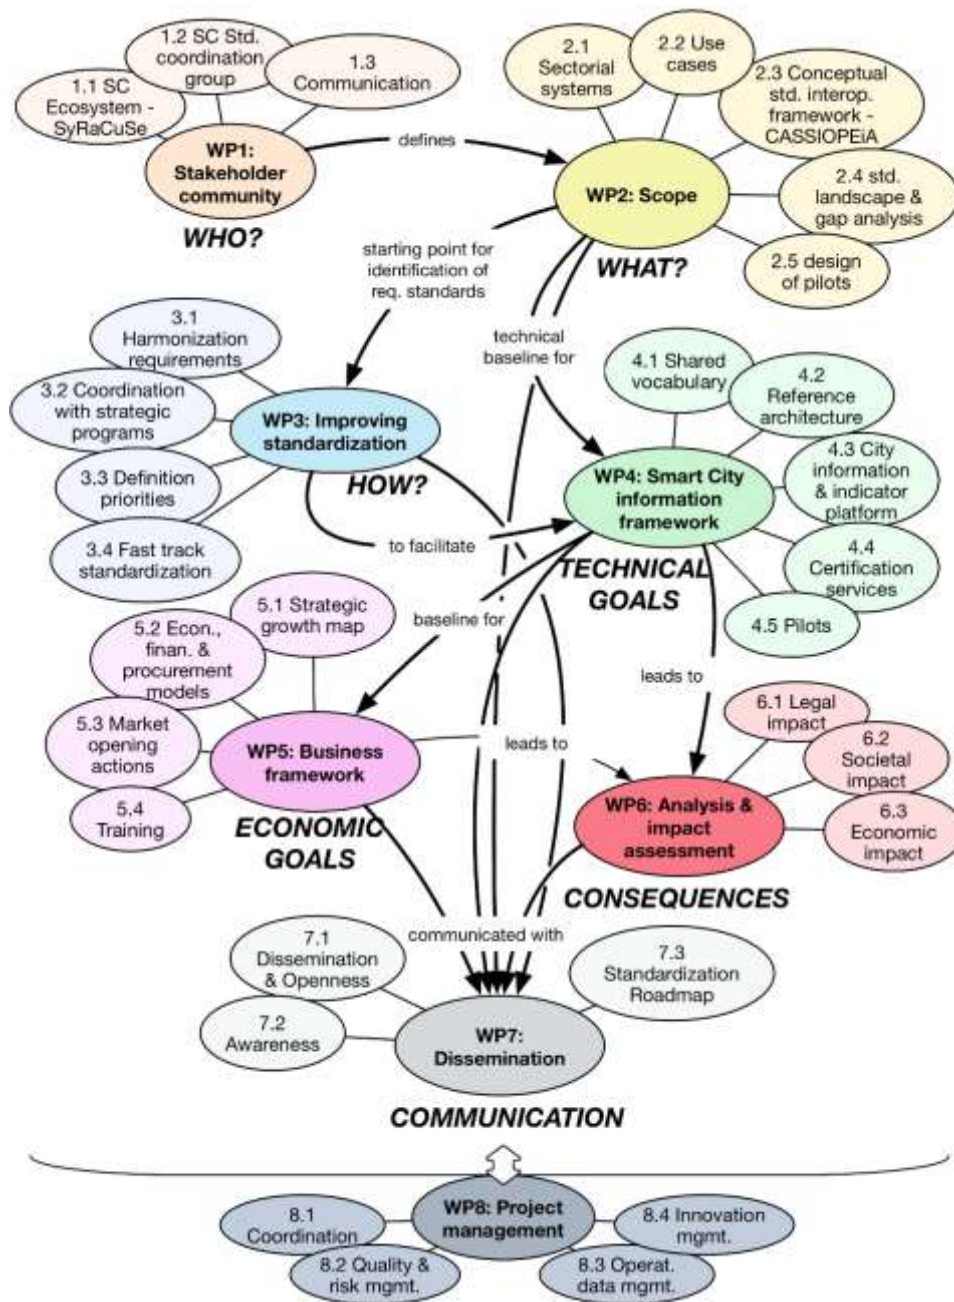 1.2 SC Std.
coordination
group
1.1 SC
Ecosystem -
SyRaCuSe
1.3
Communication
WP1:
Stakeholder
community
WHO?
defines
2.1
Sectorial
systems
2.2 Use
cases
2.3 Conceptual
std. interop.
framework -
CASSIOPEiA
2.4 std.
landscape &
gap analysis
2.5 design
of pilots
WP2: Scope
WHAT?
starting point for
identification of
req. standards
technical
baseline for
3.1
Harmonization
requirements
3.2 Coordination
with strategic
programs
3.3 Definition
priorities
3.4 Fast track
standardization
WP3: Improving
standardization
HOW?
to facilitate
4.1 Shared
vocabulary
4.2
Reference
architecture
4.3 City
information
& indicator
platform
4.4
Certification
services
4.5 Pilots
WP4: Smart City
information
framework
TECHNICAL
GOALS
baseline for
leads to
5.1 Strategic
growth map
5.2 Econ.,
finan. &
procurement
models
5.3 Market
opening
actions
5.4
Training
WP5: Business
framework
ECONOMIC
GOALS
leads to
6.1 Legal
impact
6.2
Societal
impact
6.3
Economic
impact
WP6: Analysis &
impact
assessment
CONSEQUENCES
communicated with
7.1
Dissemination
& Openness
7.2
Awareness
7.3
Standardization
Roadmap
WP7:
Dissemination
COMMUNICATION
WP8: Project
management
8.1
Coordination
8.2 Quality &
risk mgmt.
8.3 Operat.
data mgmt.
8.4 Innovation
mgmt.